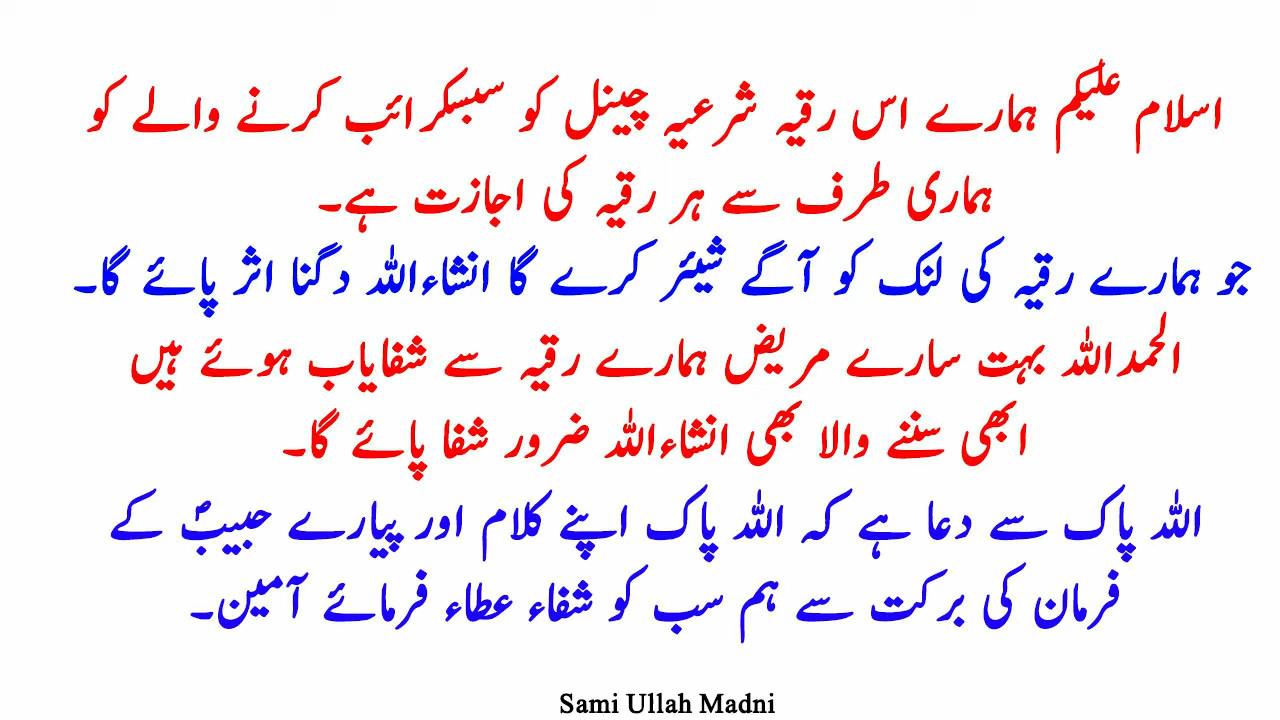 اسلام علیکم ہمارے اس رقیہ شرعیہ چینل کو سبسکرائب کرنے والے کو
ہماری طرف سے ہر رقیہ کی اجازت ہے۔
جو ہمارے رقیہ کی لنک کو آگے شیئر کرے گا انشاءاللہ دگنا اثر پائے گا۔
الحمداللہ بہت سارے مریض ہمارے رقیہ سے شفایاب ہوئے ہیں
ابھی سننے والا بھی انشاءاللہ ضرور شفا پائے گا۔
اللہ پاک سے دعا ہے کہ اللہ پاک اپنے کلام اور پیارے حبیبؐ کے
فرمان کی برکت سے ہم سب کو شفاء عطاء فرمائے آمین۔
Sami Ullah Madni